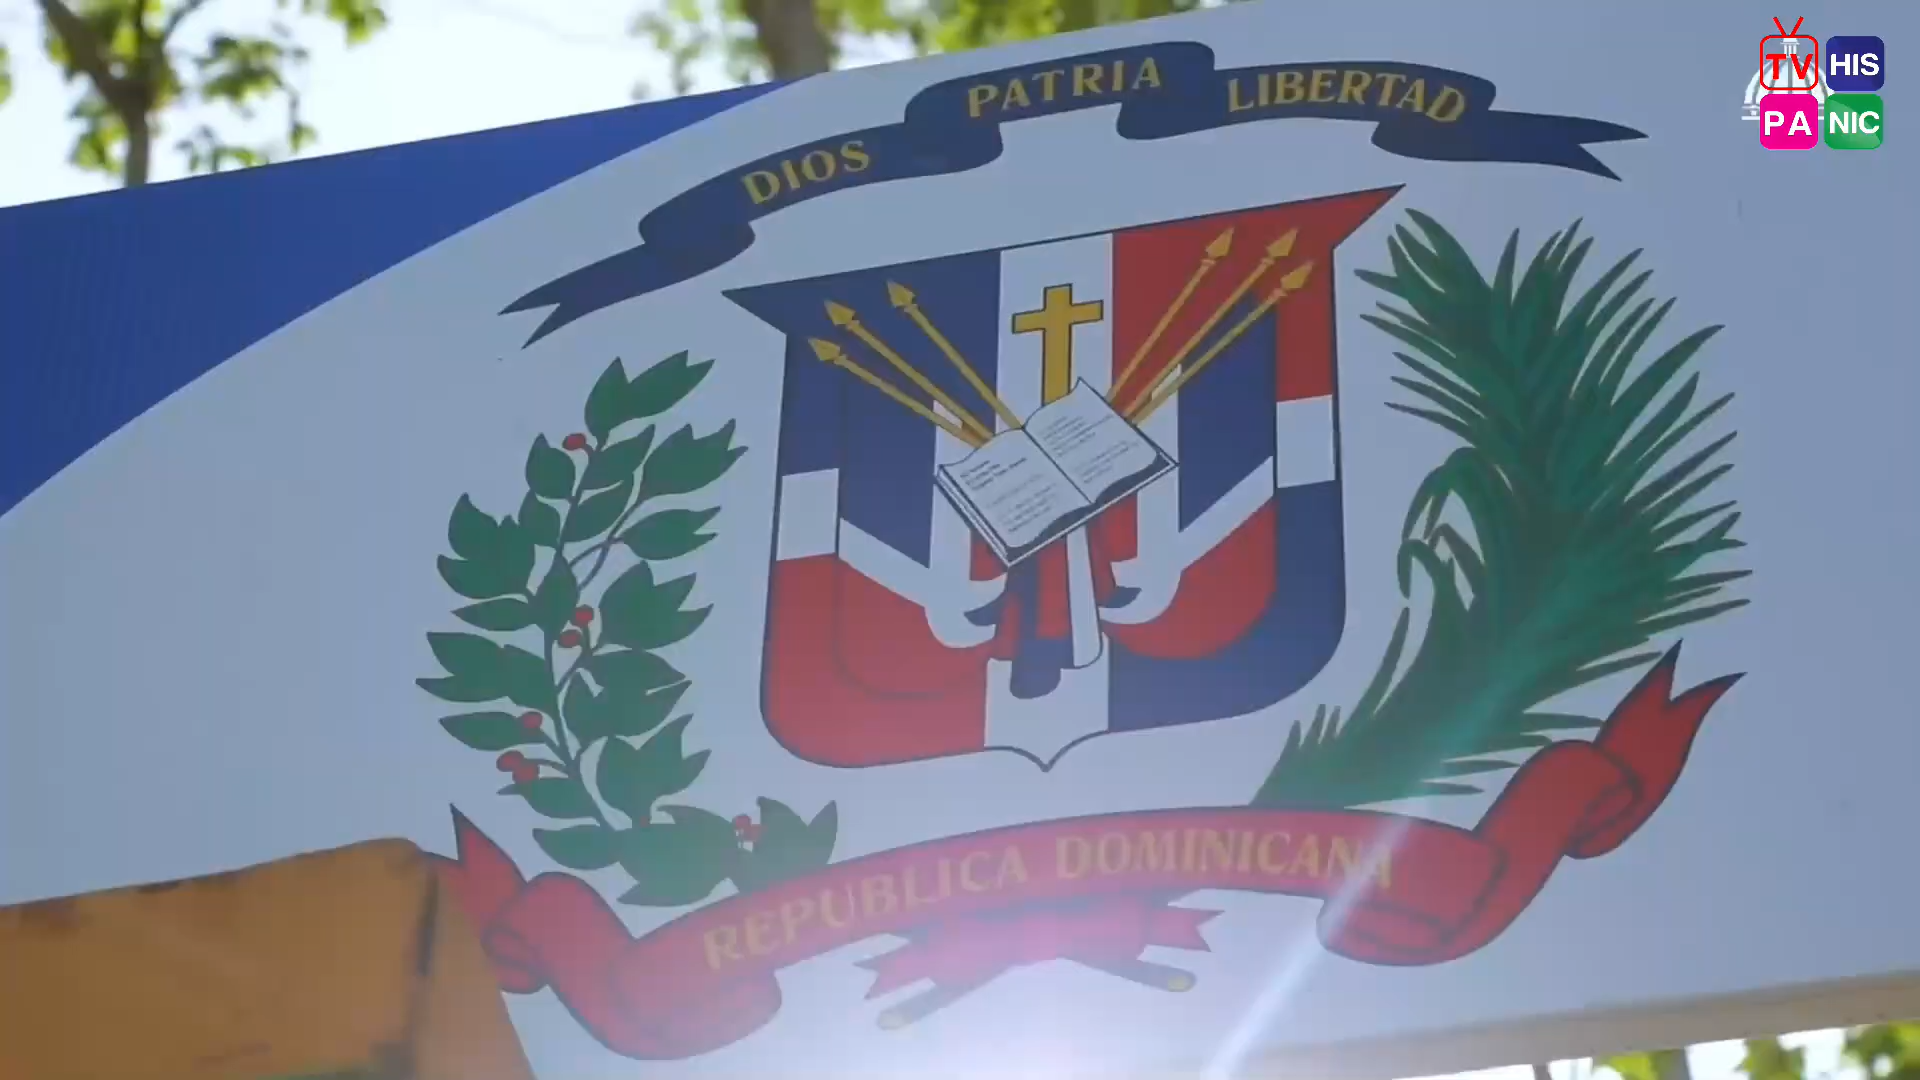 DIOS PATRIA LIBERTAD
REPUBLICA DOMINICANA
TV HIS
PA NIC